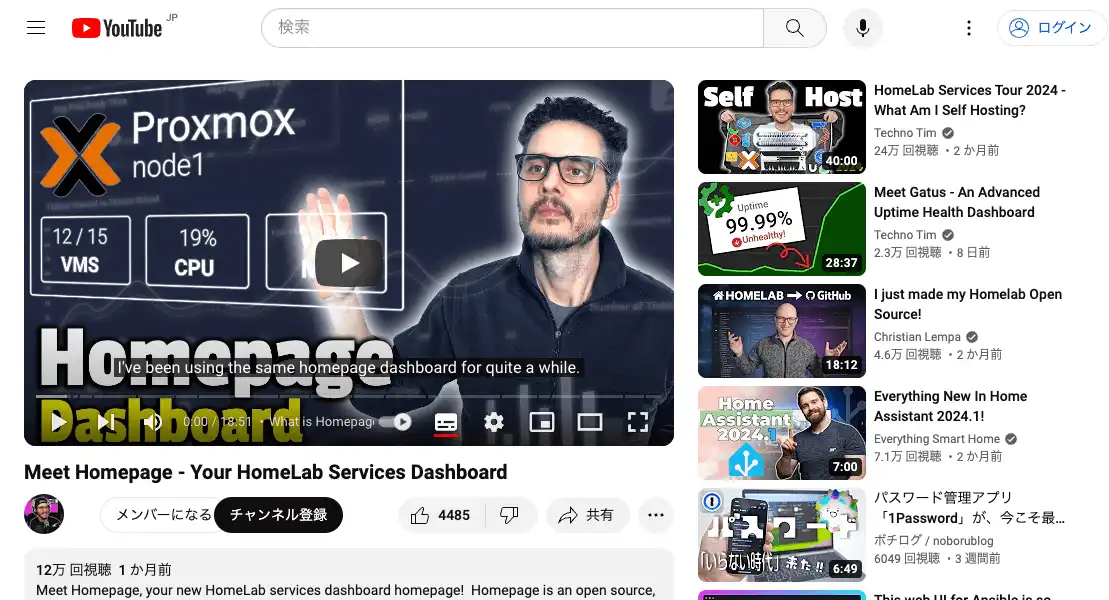 YouTube JP
検索
ログイン
Proxmox
node1
12 / 15
VMS
19%
CPU
Homepage
Dashboard
I've been using the same homepage dashboard for quite a while.
0:00 / 18:51 • What is Homepag
Meet Homepage - Your HomeLab Services Dashboard
メンバーになる
チャンネル登録
4485
共有
12万 回視聴 1 か月前
Meet Homepage, your new HomeLab services dashboard homepage! Homepage is an open source,
Self Host
40:00
HomeLab Services Tour 2024 -
What Am I Self Hosting?
Techno Tim
24万 回視聴 ・2 か月前
Uptime
99.99%
Unhealthy!
28:37
Meet Gatus - An Advanced
Uptime Health Dashboard
Techno Tim
2.3万 回視聴 ・8 日前
HOMELAB → GitHub
18:12
I just made my Homelab Open
Source!
Christian Lempa
4.6万 回視聴 ・2 か月前
Home
Assistant
2024.1
7:00
Everything New In Home
Assistant 2024.1!
Everything Smart Home
7.1万 回視聴 ・2 か月前
「いらない時代」来た!!
6:49
パスワード管理アプリ
「1Password」が、今こそ最…
ポチログ / noborublog
6049 回視聴 ・3 週間前
This web UI for Ansible is so